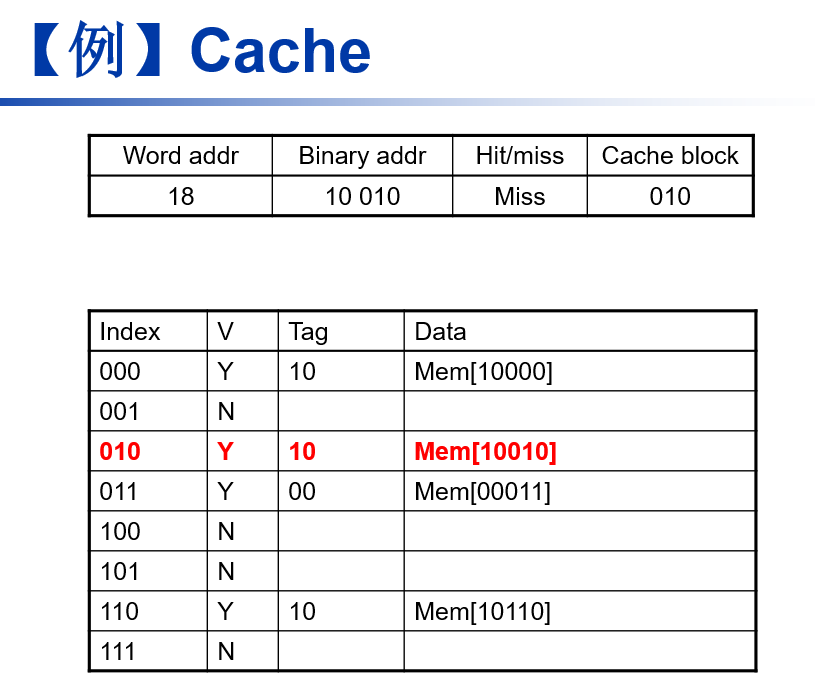 【例】Cache
Word addr Binary addr Hit/miss Cache block
18 10 010 Miss 010
Index V Tag Data
000 Y 10 Mem[10000]
001 N
010 Y 10 Mem[10010]
011 Y 00 Mem[00011]
100 N
101 N
110 Y 10 Mem[10110]
111 N